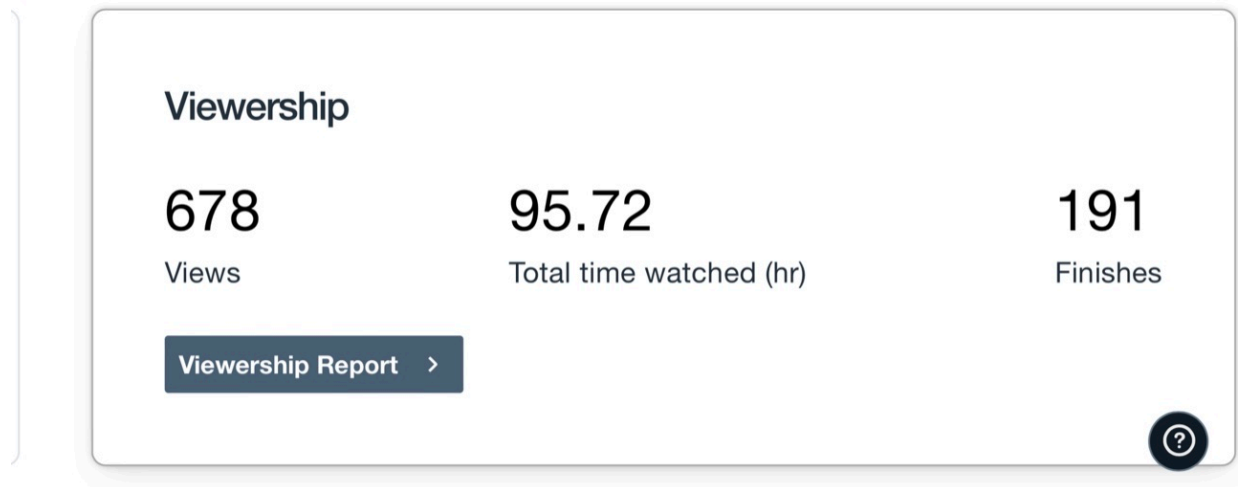 Viewership
678 95.72 191
Views Total time watched (hr) Finishes
Viewership Report >
?